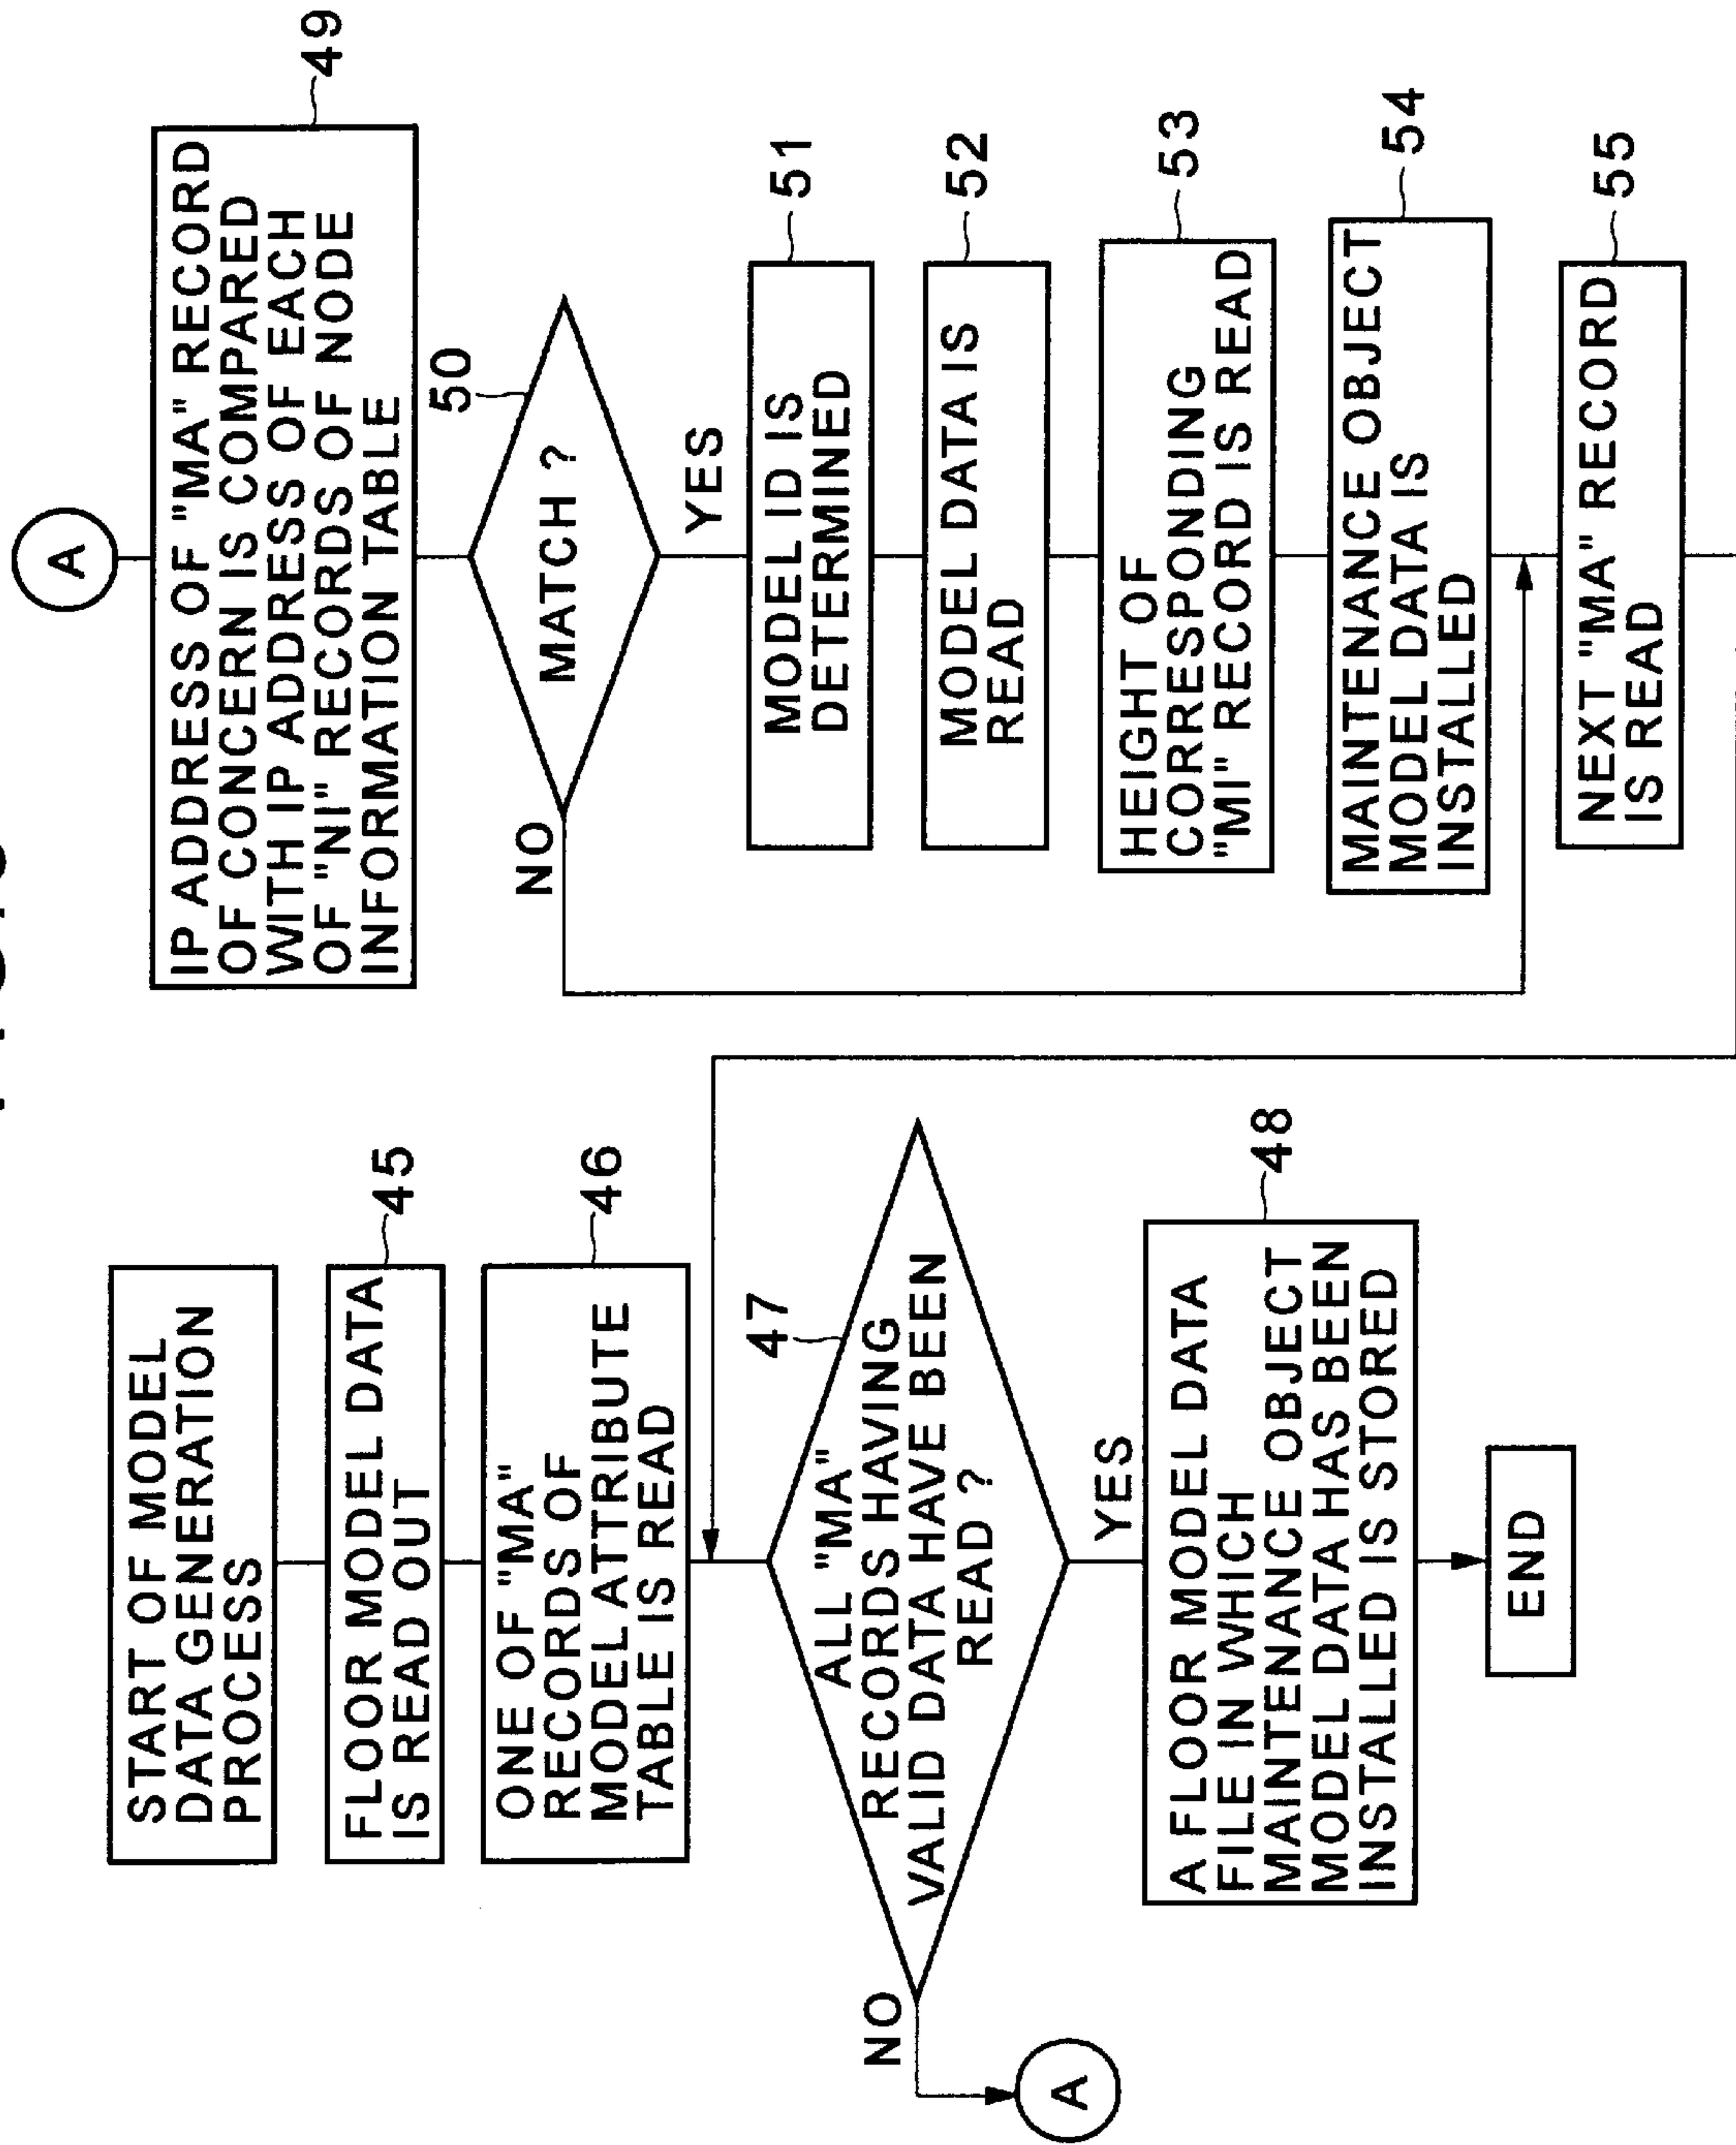 START OF MODEL
DATA GENERATION
PROCESS
45
FLOOR MODEL DATA
IS READ OUT
46
ONE OF "MA"
RECORDS OF
MODEL ATTRIBUTE
TABLE IS READ
47
ALL "MA"
RECORDS HAVING
VALID DATA HAVE BEEN
READ ?
NO
A
YES
48
A FLOOR MODEL DATA
FILE IN WHICH
MAINTENANCE OBJECT
MODEL DATA HAS BEEN
INSTALLED IS STORED
END
A
49
IP ADDRESS OF "MA" RECORD
OF CONCERN IS COMPARED
WITH IP ADDRESS OF EACH
OF "NI" RECORDS OF NODE
INFORMATION TABLE
50
MATCH ?
NO
YES
51
MODEL ID IS
DETERMINED
52
MODEL DATA IS
READ
53
HEIGHT OF
CORRESPONDING
"MI" RECORD IS READ
54
MAINTENANCE OBJECT
MODEL DATA IS
INSTALLED
55
NEXT "MA" RECORD
IS READ